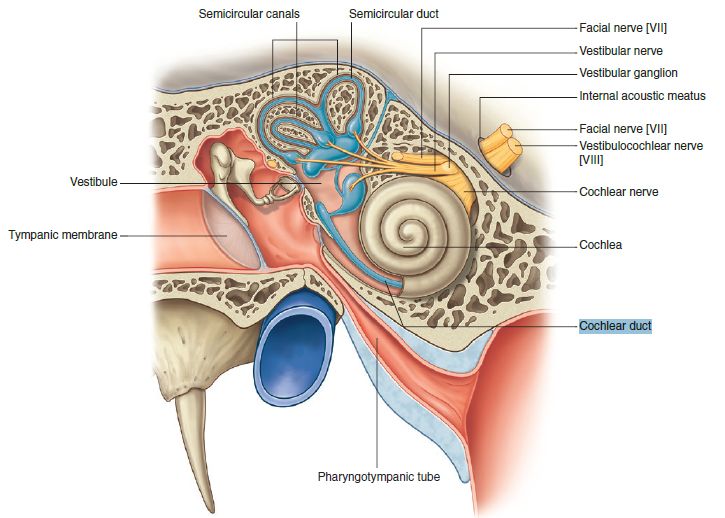 Semicircular canals
Semicircular duct
Facial nerve [VII]
Vestibular nerve
Vestibular ganglion
Internal acoustic meatus
Facial nerve [VII]
Vestibulocochlear nerve
[VIII]
Vestibule
Cochlear nerve
Tympanic membrane
Cochlea
Cochlear duct
Pharyngotympanic tube